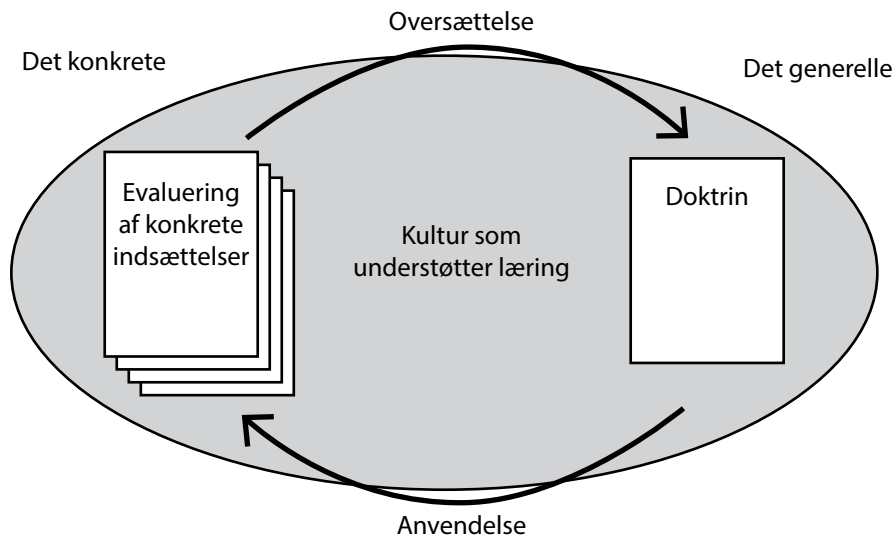 Oversættelse
Det konkrete
Det generelle
Evaluering
af konkrete
indsættelser
Kultur som
understøtter læring
Doktrin
Anvendelse